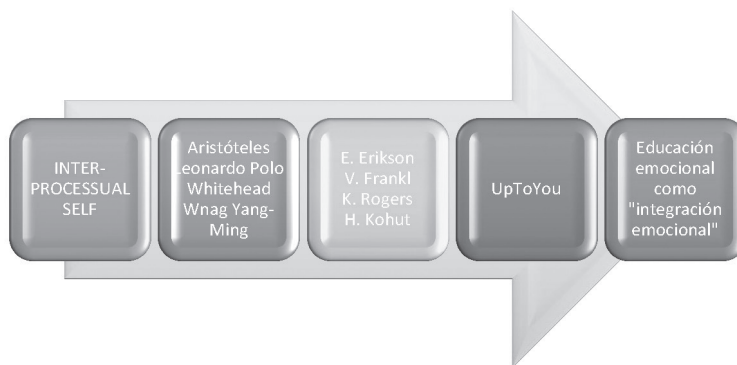 INTER-
PROCESSUAL
SELF
Aristóteles
Leonardo Polo
Whitehead
Wnag Yang-
Ming
E. Erikson
V. Frankl
K. Rogers
H. Kohut
UpToYou
Educación
emocional
como
"integración
emocional"